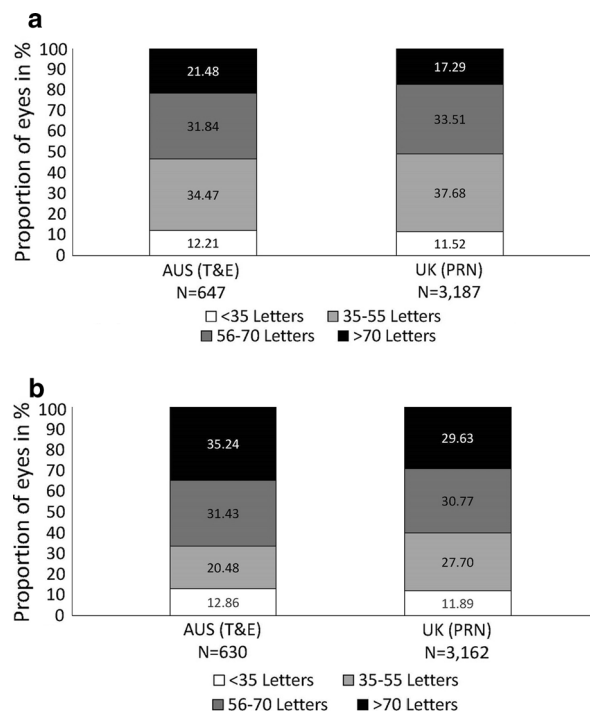 a
Proportion of eyes in %
100
90
80
70
60
50
40
30
20
10
0
21.48
31.84
34.47
12.21
17.29
33.51
37.68
11.52
AUS (T&E)
N=647
UK (PRN)
N=3,187
<35 Letters 35-55 Letters
56-70 Letters >70 Letters
b
Proportion of eyes in %
100
90
80
70
60
50
40
30
20
10
0
35.24
31.43
20.48
12.86
29.63
30.77
27.70
11.89
AUS (T&E)
N=630
UK (PRN)
N=3,162
<35 Letters 35-55 Letters
56-70 Letters >70 Letters